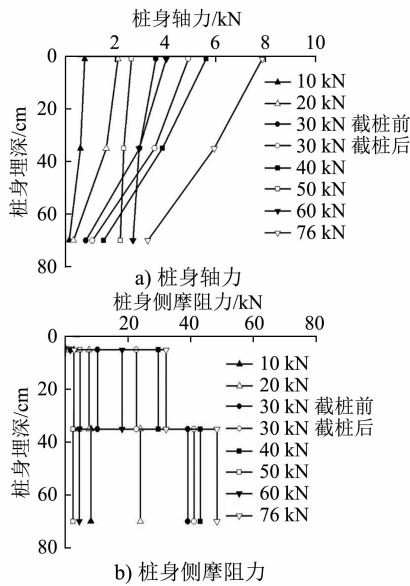 桩身轴力/kN
0 2 4 6 8 10
0
20
40
60
80
桩身埋深/cm
10 kN
20 kN
30 kN 截桩前
30 kN 截桩后
40 kN
50 kN
60 kN
76 kN
a) 桩身轴力
桩身侧摩阻力/kN
20 40 60 80
0
20
40
60
80
桩身埋深/cm
10 kN
20 kN
30 kN 截桩前
30 kN 截桩后
40 kN
50 kN
60 kN
76 kN
b) 桩身侧摩阻力